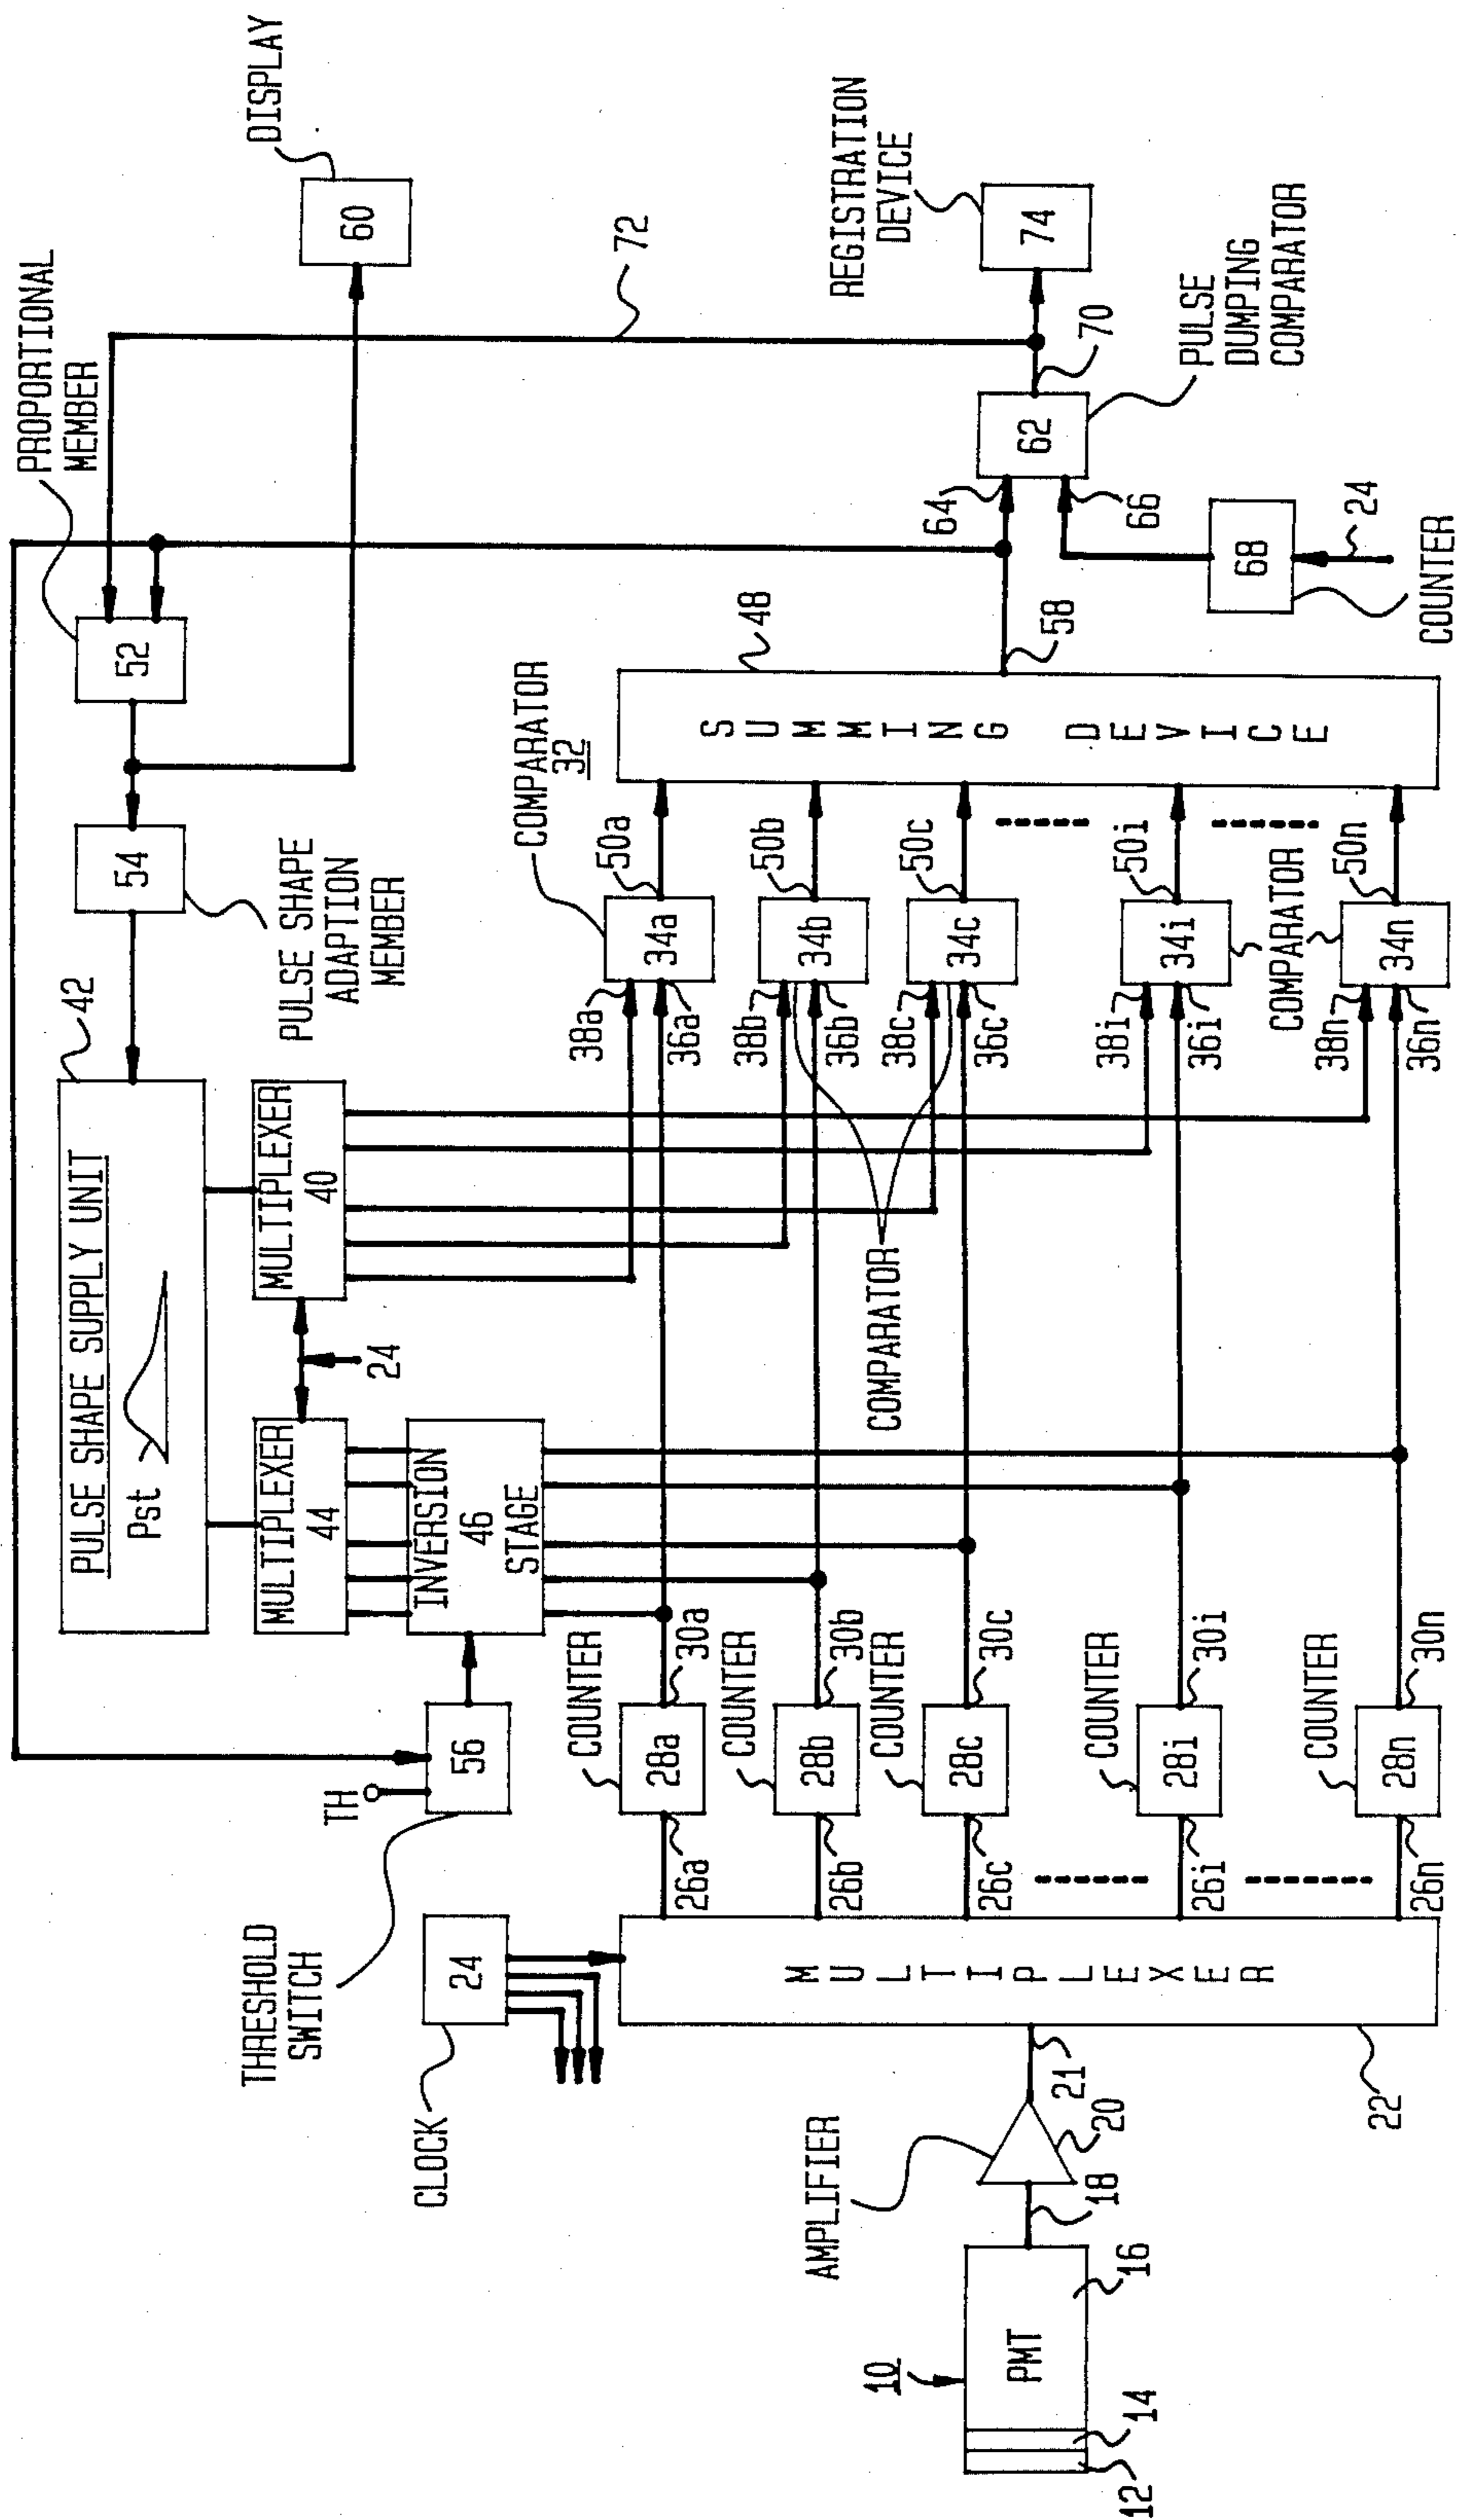 PROPORTIONAL
MEMBER
DISPLAY
42
52
54
60
PULSE SHAPE SUPPLY UNIT
Pst
PULSE SHAPE
ADAPTION
MEMBER
72
MULTIPLEXER
44
MULTIPLEXER
40
24
INVERSION
46
STAGE
TH
56
THRESHOLD
SWITCH
CLOCK
24
COMPARATOR
32
48
REGISTRATION
DEVICE
74
COUNTER
28a
26a
30a
38a
36a
34a
50a
COUNTER
28b
26b
30b
38b
36b
34b
50b
COUNTER
28c
26c
30c
38c
36c
34c
50c
COMPARATOR
COUNTER
28i
26i
30i
38i
36i
34i
50i
COMPARATOR
COUNTER
28n
26n
30n
38n
36n
34n
50n
SUMMING DEVICE
58
64
62
66
70
PULSE
DUMPING
COMPARATOR
68
24
COUNTER
MULTIPLEXER
22
AMPLIFIER
21
20
18
10
PMT
16
14
12